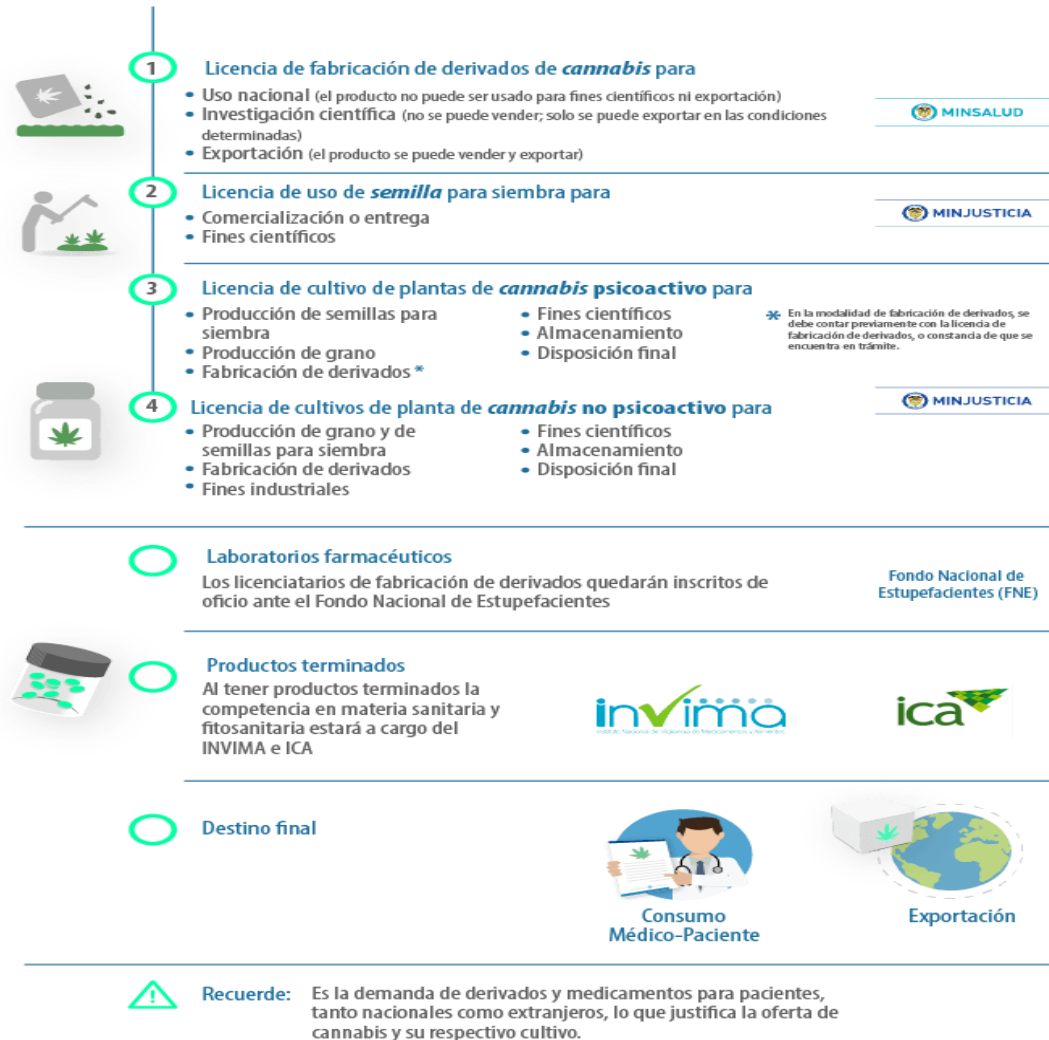 1
Licencia de fabricación de derivados de cannabis para
• Uso nacional (el producto no puede ser usado para fines científicos ni exportación)
• Investigación científica (no se puede vender; solo se puede exportar en las condiciones
determinadas)
• Exportación (el producto se puede vender y exportar)
MINSALUD
2
Licencia de uso de semilla para siembra para
• Comercialización o entrega
• Fines científicos
MINJUSTICIA
3
Licencia de cultivo de plantas de cannabis psicoactivo para
• Producción de semillas para
siembra
• Producción de grano
• Fabricación de derivados *
• Fines científicos
• Almacenamiento
• Disposición final
* En la modalidad de fabricación de derivados, se
debe contar previamente con la licencia de
fabricación de derivados, o constancia de que se
encuentra en trámite.
4
Licencia de cultivos de planta de cannabis no psicoactivo para
• Producción de grano y de
semillas para siembra
• Fabricación de derivados
• Fines industriales
• Fines científicos
• Almacenamiento
• Disposición final
MINJUSTICIA
Laboratorios farmacéuticos
Los licenciatarios de fabricación de derivados quedarán inscritos de
oficio ante el Fondo Nacional de Estupefacientes
Fondo Nacional de
Estupefacientes (FNE)
Productos terminados
Al tener productos terminados la
competencia en materia sanitaria y
fitosanitaria estará a cargo del
INVIMA e ICA
invima
Instituto Nacional de Vigilancia de Medicamentos y Alimentos
ica
Destino final
Consumo
Médico-Paciente
Exportación
Recuerde:
Es la demanda de derivados y medicamentos para pacientes,
tanto nacionales como extranjeros, lo que justifica la oferta de
cannabis y su respectivo cultivo.